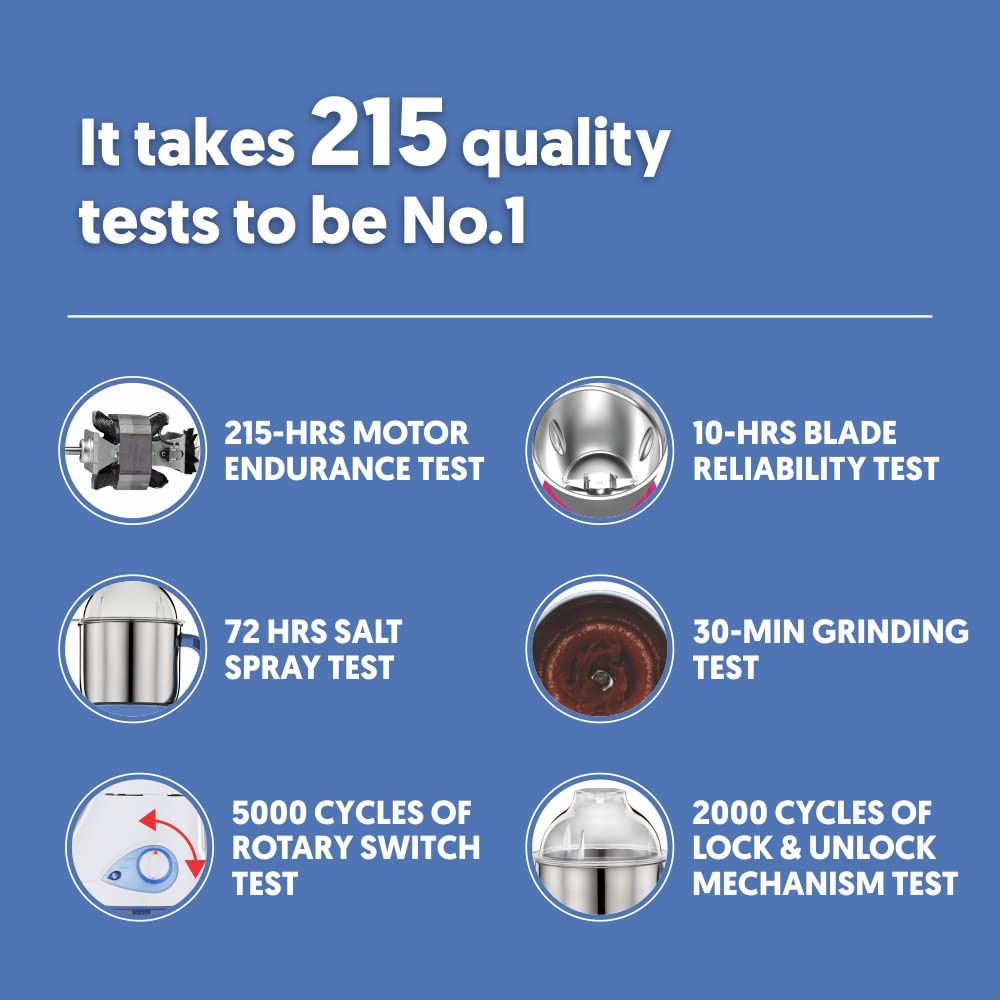 It takes 215 quality
tests to be No.1
215-HRS MOTOR
ENDURANCE TEST
10-HRS BLADE
RELIABILITY TEST
72 HRS SALT
SPRAY TEST
30-MIN GRINDING
TEST
5000 CYCLES OF
ROTARY SWITCH
TEST
2000 CYCLES OF
LOCK & UNLOCK
MECHANISM TEST